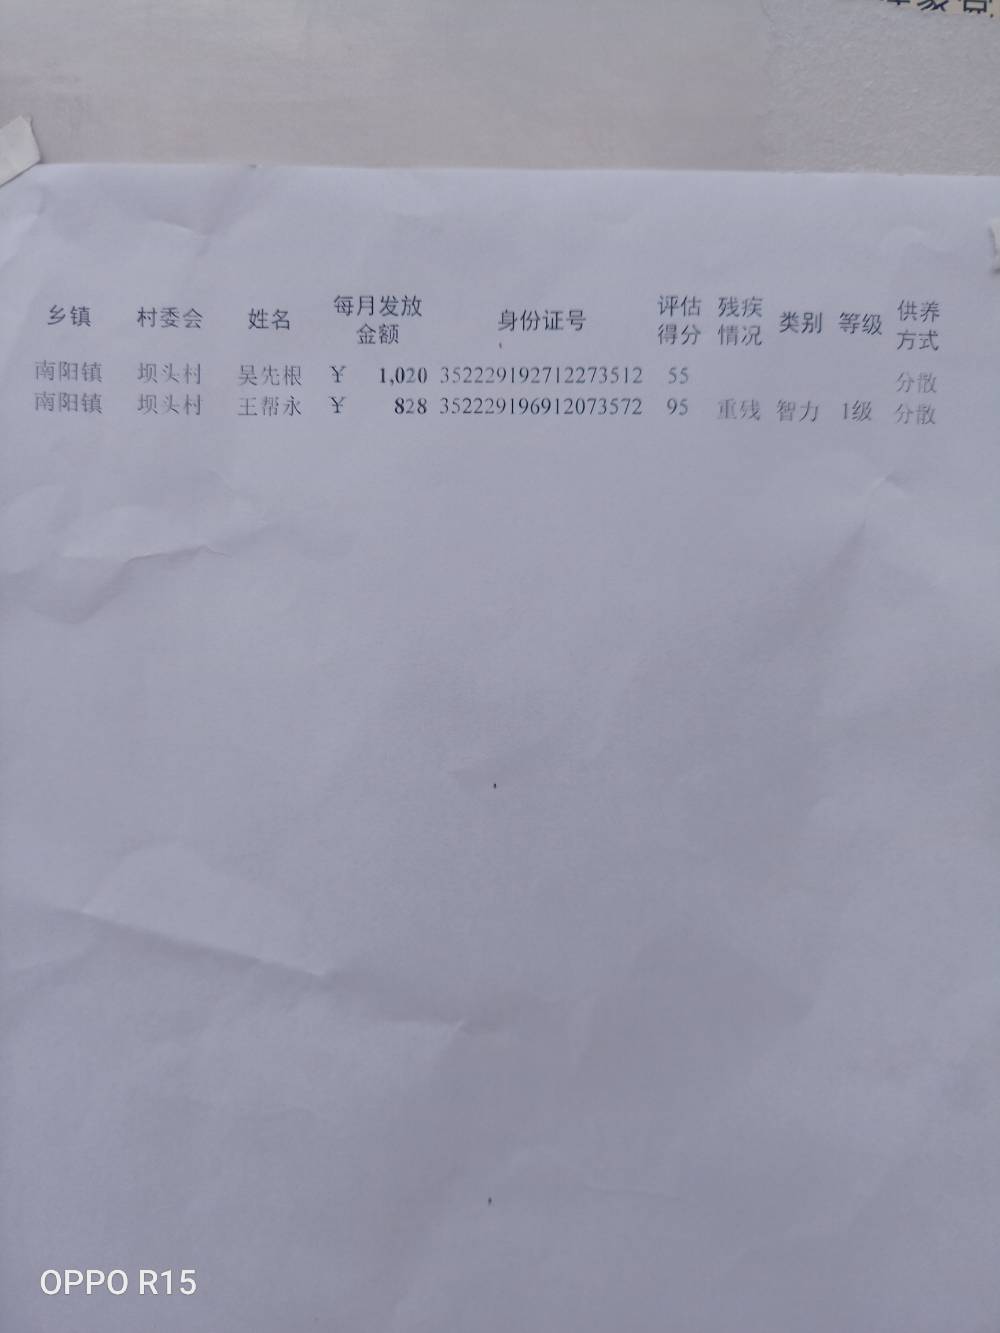 乡镇 村委会 姓名 每月发放金额 身份证号 评估得分 残疾情况 类别 等级 供养方式
南阳镇 坝头村 吴先根 ¥ 1,020 352229192712273512 55 分散
南阳镇 坝头村 王帮永 ¥ 828 352229196912073572 95 重残 智力 1级 分散
OPPO R15